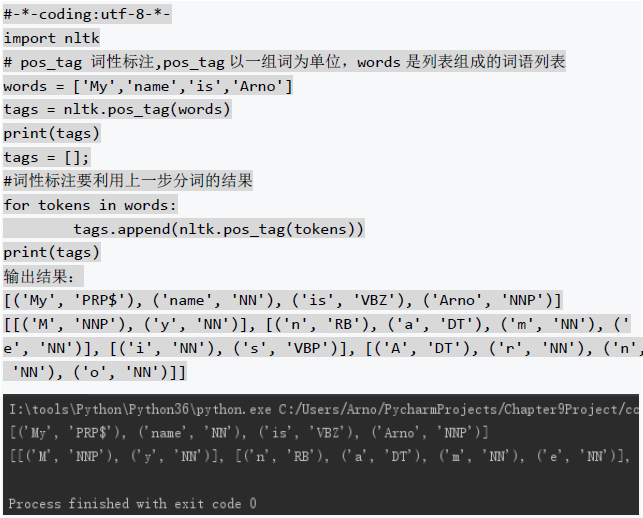 #-*-coding:utf-8-*-
import nltk
# pos_tag 词性标注,pos_tag 以一组词为单位，words 是列表组成的词语列表
words = ['My','name','is','Arno']
tags = nltk.pos_tag(words)
print(tags)
tags = [];
#词性标注要利用上一步分词的结果
for tokens in words:
        tags.append(nltk.pos_tag(tokens))
print(tags)
输出结果：
[('My', 'PRP$'), ('name', 'NN'), ('is', 'VBZ'), ('Arno', 'NNP')]
[[('M', 'NNP'), ('y', 'NN')], [('n', 'RB'), ('a', 'DT'), ('m', 'NN'), ('
e', 'NN')], [('i', 'NN'), ('s', 'VBP')], [('A', 'DT'), ('r', 'NN'), ('n',
 'NN'), ('o', 'NN')]]
I:\tools\Python\Python36\python.exe C:/Users/Arno/PycharmProjects/Chapter9Project/co
[('My', 'PRP$'), ('name', 'NN'), ('is', 'VBZ'), ('Arno', 'NNP')]
[[('M', 'NNP'), ('y', 'NN')], [('n', 'RB'), ('a', 'DT'), ('m', 'NN'), ('e', 'NN')],
Process finished with exit code 0